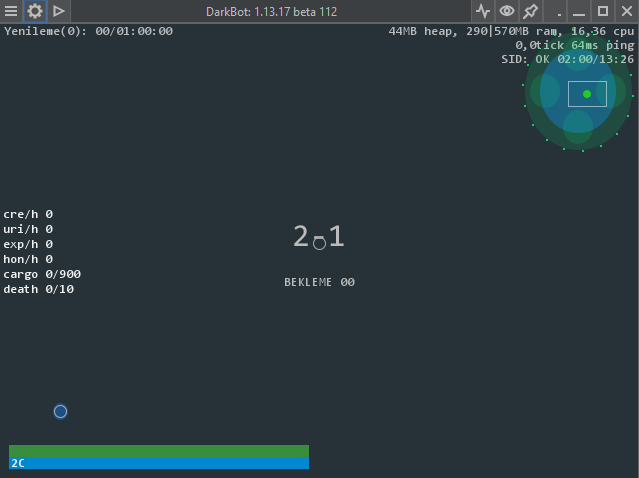 DarkBot: 1.13.17 beta 112
Yenileme(0): 00/01:00:00
44MB heap, 290|570MB ram, 16,36 cpu
0,0tick 64ms ping
SID: OK 02:00/13:26
cre/h 0
uri/h 0
exp/h 0
hon/h 0
cargo 0/900
death 0/10
2-1
BEKLEME 00
2C